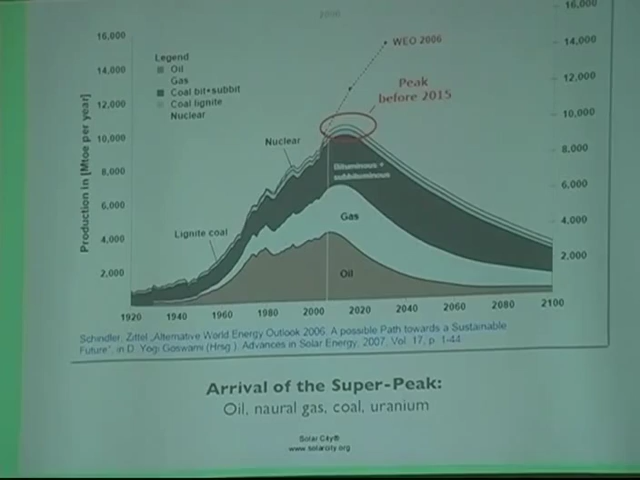 2006
16,000
14,000
12,000
10,000
8,000
6,000
4,000
2,000
Production in [Mtoe per year]
Legend
Oil
Gas
Coal bit+subbit
Coal lignite
Nuclear
WEO 2006
Peak
before 2015
Nuclear
Lignite coal
Bituminous +
subbituminous
Gas
Oil
16,000
14,000
12,000
10,000
8,000
6,000
4,000
2,000
1920 1940 1960 1980 2000 2020 2040 2060 2080 2100
Schindler, Zittel „Alternative World Energy Outlook 2006. A possible Path towards a Sustainable
Future", in D. Yogi Goswami (Hrsg.). Advances in Solar Energy, 2007, Vol. 17, p. 1-44
Arrival of the Super-Peak:
Oil, naural gas, coal, uranium
Solar City®
www.solarcity.org